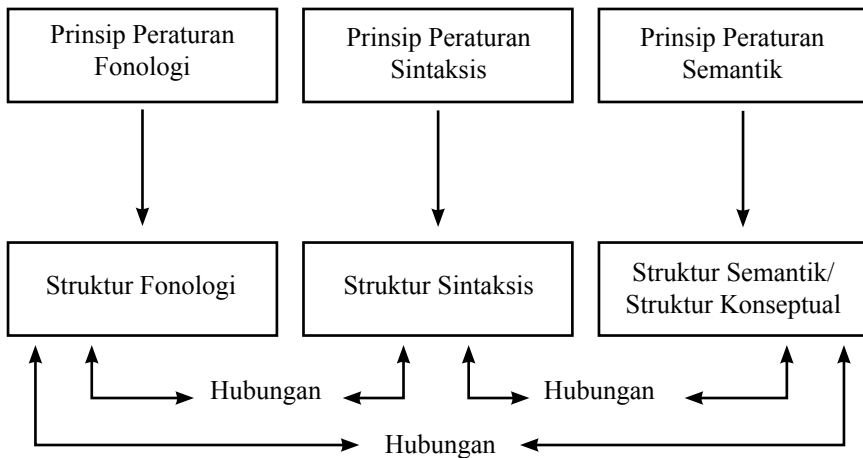 Prinsip Peraturan
Fonologi
Prinsip Peraturan
Sintaksis
Prinsip Peraturan
Semantik
Struktur Fonologi
Struktur Sintaksis
Struktur Semantik/
Struktur Konseptual
Hubungan
Hubungan
Hubungan